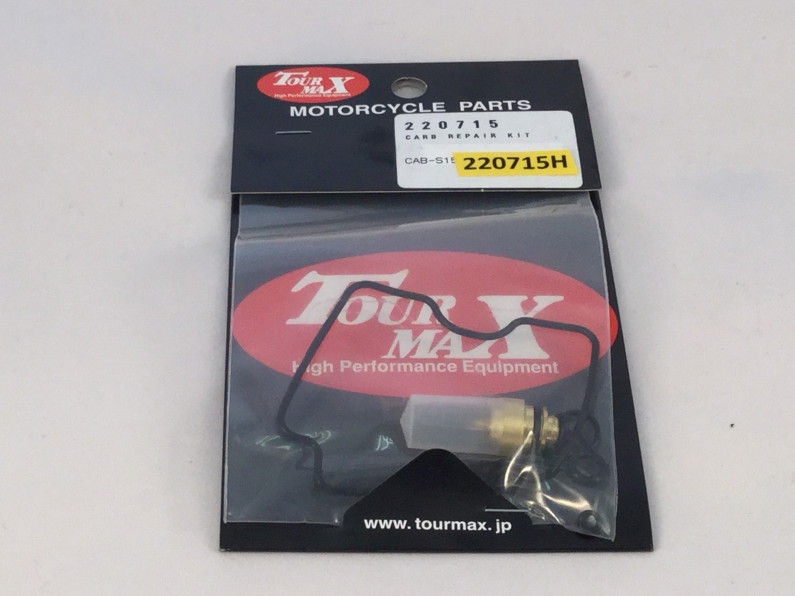 TOUR MAX
High Performance Equipment
MOTORCYCLE PARTS
220715
CARB REPAIR KIT
CAB-S15
220715H
TOUR
MAX
High Performance Equipment
www.tourmax.jp